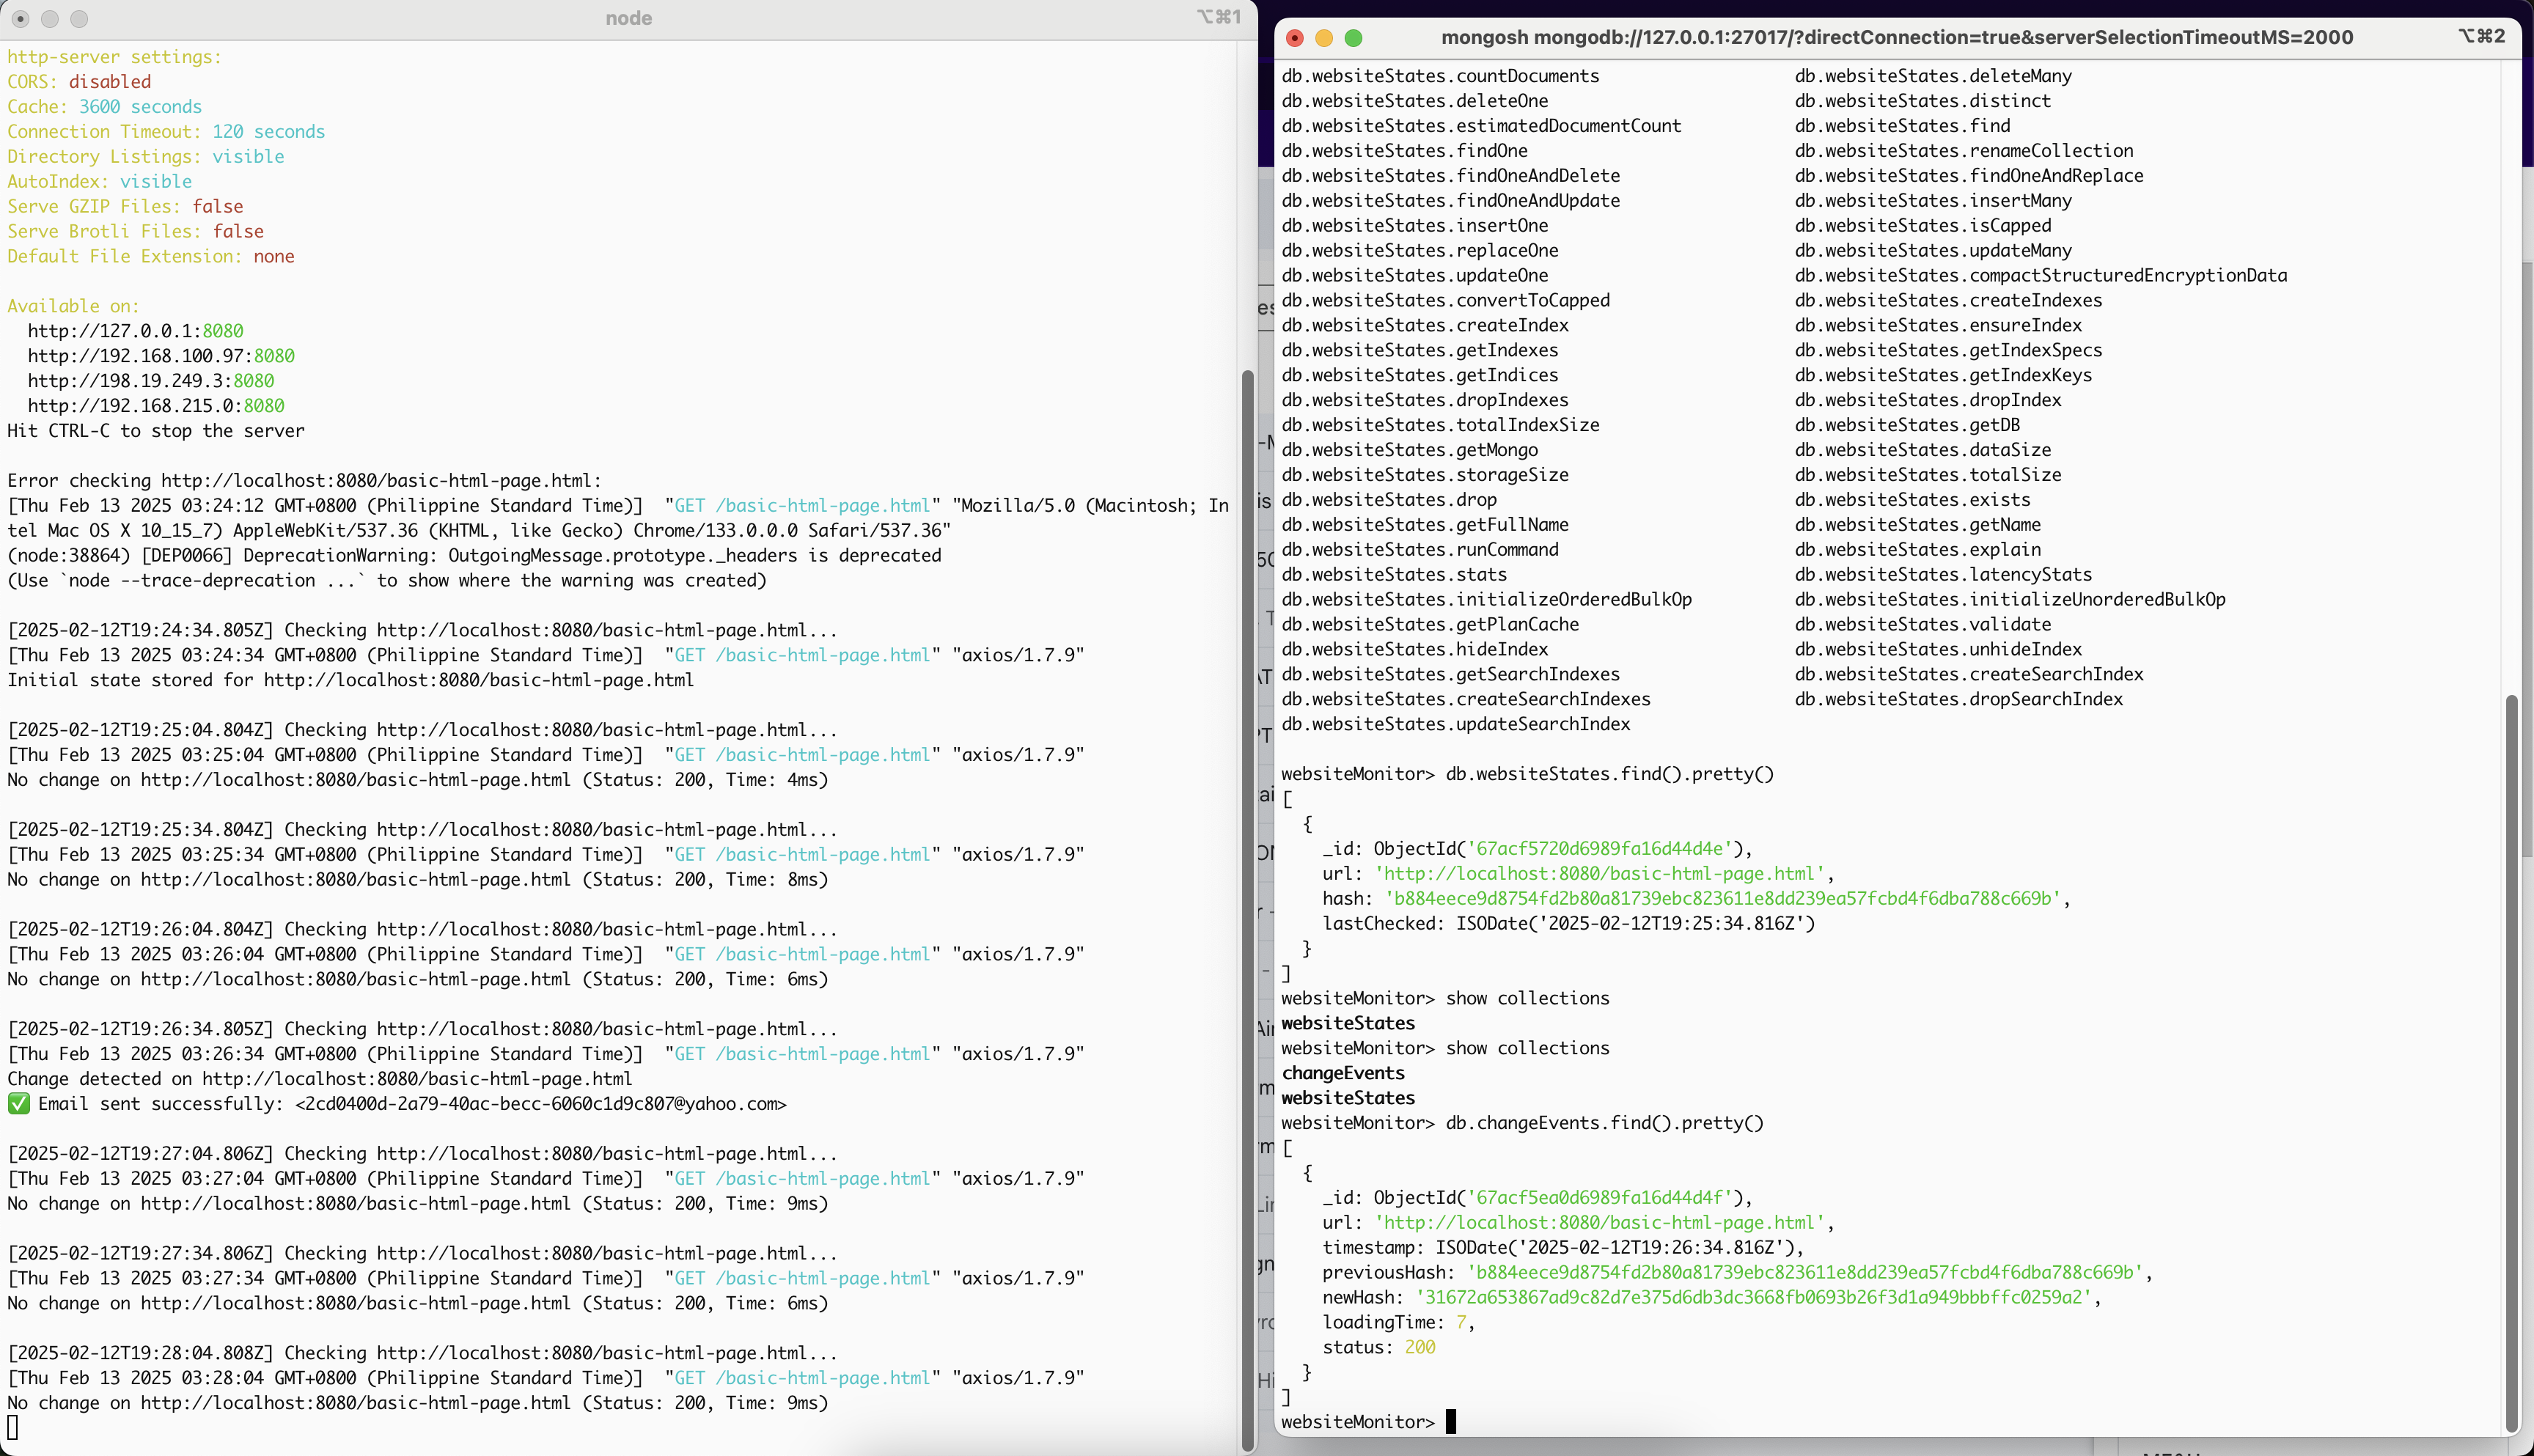 node
⌥⌘1
http-server settings:
CORS: disabled
Cache: 3600 seconds
Connection Timeout: 120 seconds
Directory Listings: visible
AutoIndex: visible
Serve GZIP Files: false
Serve Brotli Files: false
Default File Extension: none
Available on:
  http://127.0.0.1:8080
  http://192.168.100.97:8080
  http://198.19.249.3:8080
  http://192.168.215.0:8080
Hit CTRL-C to stop the server
Error checking http://localhost:8080/basic-html-page.html:
[Thu Feb 13 2025 03:24:12 GMT+0800 (Philippine Standard Time)]  "GET /basic-html-page.html" "Mozilla/5.0 (Macintosh; In
tel Mac OS X 10_15_7) AppleWebKit/537.36 (KHTML, like Gecko) Chrome/133.0.0.0 Safari/537.36"
(node:38864) [DEP0066] DeprecationWarning: OutgoingMessage.prototype._headers is deprecated
(Use `node --trace-deprecation ...` to show where the warning was created)
[2025-02-12T19:24:34.805Z] Checking http://localhost:8080/basic-html-page.html...
[Thu Feb 13 2025 03:24:34 GMT+0800 (Philippine Standard Time)]  "GET /basic-html-page.html" "axios/1.7.9"
Initial state stored for http://localhost:8080/basic-html-page.html
[2025-02-12T19:25:04.804Z] Checking http://localhost:8080/basic-html-page.html...
[Thu Feb 13 2025 03:25:04 GMT+0800 (Philippine Standard Time)]  "GET /basic-html-page.html" "axios/1.7.9"
No change on http://localhost:8080/basic-html-page.html (Status: 200, Time: 4ms)
[2025-02-12T19:25:34.804Z] Checking http://localhost:8080/basic-html-page.html...
[Thu Feb 13 2025 03:25:34 GMT+0800 (Philippine Standard Time)]  "GET /basic-html-page.html" "axios/1.7.9"
No change on http://localhost:8080/basic-html-page.html (Status: 200, Time: 8ms)
[2025-02-12T19:26:04.804Z] Checking http://localhost:8080/basic-html-page.html...
[Thu Feb 13 2025 03:26:04 GMT+0800 (Philippine Standard Time)]  "GET /basic-html-page.html" "axios/1.7.9"
No change on http://localhost:8080/basic-html-page.html (Status: 200, Time: 6ms)
[2025-02-12T19:26:34.805Z] Checking http://localhost:8080/basic-html-page.html...
[Thu Feb 13 2025 03:26:34 GMT+0800 (Philippine Standard Time)]  "GET /basic-html-page.html" "axios/1.7.9"
Change detected on http://localhost:8080/basic-html-page.html
✅ Email sent successfully: <2cd0400d-2a79-40ac-becc-6060c1d9c807@yahoo.com>
[2025-02-12T19:27:04.806Z] Checking http://localhost:8080/basic-html-page.html...
[Thu Feb 13 2025 03:27:04 GMT+0800 (Philippine Standard Time)]  "GET /basic-html-page.html" "axios/1.7.9"
No change on http://localhost:8080/basic-html-page.html (Status: 200, Time: 9ms)
[2025-02-12T19:27:34.806Z] Checking http://localhost:8080/basic-html-page.html...
[Thu Feb 13 2025 03:27:34 GMT+0800 (Philippine Standard Time)]  "GET /basic-html-page.html" "axios/1.7.9"
No change on http://localhost:8080/basic-html-page.html (Status: 200, Time: 6ms)
[2025-02-12T19:28:04.808Z] Checking http://localhost:8080/basic-html-page.html...
[Thu Feb 13 2025 03:28:04 GMT+0800 (Philippine Standard Time)]  "GET /basic-html-page.html" "axios/1.7.9"
No change on http://localhost:8080/basic-html-page.html (Status: 200, Time: 9ms)
mongosh mongodb://127.0.0.1:27017/?directConnection=true&serverSelectionTimeoutMS=2000
⌥⌘2
db.websiteStates.countDocuments db.websiteStates.deleteMany
db.websiteStates.deleteOne db.websiteStates.distinct
db.websiteStates.estimatedDocumentCount db.websiteStates.find
db.websiteStates.findOne db.websiteStates.renameCollection
db.websiteStates.findOneAndDelete db.websiteStates.findOneAndReplace
db.websiteStates.findOneAndUpdate db.websiteStates.insertMany
db.websiteStates.insertOne db.websiteStates.isCapped
db.websiteStates.replaceOne db.websiteStates.updateMany
db.websiteStates.updateOne db.websiteStates.compactStructuredEncryptionData
db.websiteStates.convertToCapped db.websiteStates.createIndexes
db.websiteStates.createIndex db.websiteStates.ensureIndex
db.websiteStates.getIndexes db.websiteStates.getIndexSpecs
db.websiteStates.getIndices db.websiteStates.getIndexKeys
db.websiteStates.dropIndexes db.websiteStates.dropIndex
db.websiteStates.totalIndexSize db.websiteStates.getDB
db.websiteStates.getMongo db.websiteStates.dataSize
db.websiteStates.storageSize db.websiteStates.totalSize
db.websiteStates.drop db.websiteStates.exists
db.websiteStates.getFullName db.websiteStates.getName
db.websiteStates.runCommand db.websiteStates.explain
db.websiteStates.stats db.websiteStates.latencyStats
db.websiteStates.initializeOrderedBulkOp db.websiteStates.initializeUnorderedBulkOp
db.websiteStates.getPlanCache db.websiteStates.validate
db.websiteStates.hideIndex db.websiteStates.unhideIndex
db.websiteStates.getSearchIndexes db.websiteStates.createSearchIndex
db.websiteStates.createSearchIndexes db.websiteStates.dropSearchIndex
db.websiteStates.updateSearchIndex
websiteMonitor> db.websiteStates.find().pretty()
[
  {
    _id: ObjectId('67acf5720d6989fa16d44d4e'),
    url: 'http://localhost:8080/basic-html-page.html',
    hash: 'b884eece9d8754fd2b80a81739ebc823611e8dd239ea57fcbd4f6dba788c669b',
    lastChecked: ISODate('2025-02-12T19:25:34.816Z')
  }
]
websiteMonitor> show collections
websiteStates
websiteMonitor> show collections
changeEvents
websiteStates
websiteMonitor> db.changeEvents.find().pretty()
[
  {
    _id: ObjectId('67acf5ea0d6989fa16d44d4f'),
    url: 'http://localhost:8080/basic-html-page.html',
    timestamp: ISODate('2025-02-12T19:26:34.816Z'),
    previousHash: 'b884eece9d8754fd2b80a81739ebc823611e8dd239ea57fcbd4f6dba788c669b',
    newHash: '31672a653867ad9c82d7e375d6db3dc3668fb0693b26f3d1a949bbbffc0259a2',
    loadingTime: 7,
    status: 200
  }
]
websiteMonitor>